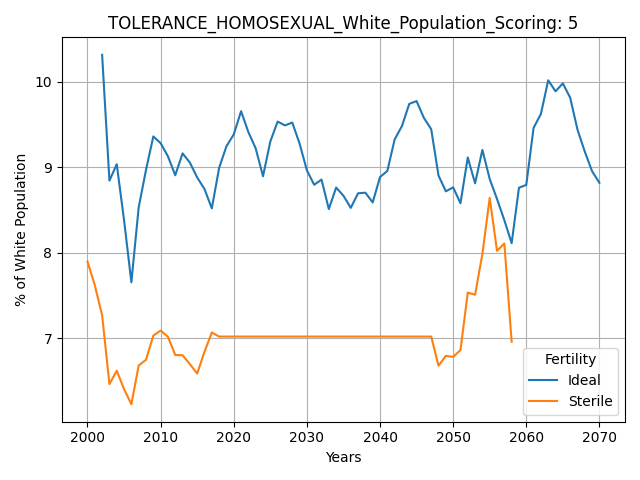 TOLERANCE_HOMOSEXUAL_White_Population_Scoring: 5
% of White Population
10
9
8
7
2000 2010 2020 2030 2040 2050 2060 2070
Years
Fertility
Ideal
Sterile